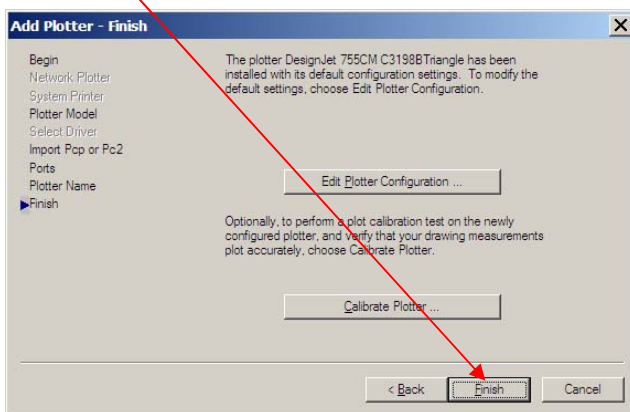 Add Plotter - Finish
Begin
Network Plotter
System Printer
Plotter Model
Select Driver
Import Pcp or Pc2
Ports
Plotter Name
Finish
The plotter DesignJet 755CM C3198BTriangle has been
installed with its default configuration settings. To modify the
default settings, choose Edit Plotter Configuration.
Edit Plotter Configuration ...
Optionally, to perform a plot calibration test on the newly
configured plotter, and verify that your drawing measurements
plot accurately, choose Calibrate Plotter.
Calibrate Plotter ...
< Back
Finish
Cancel